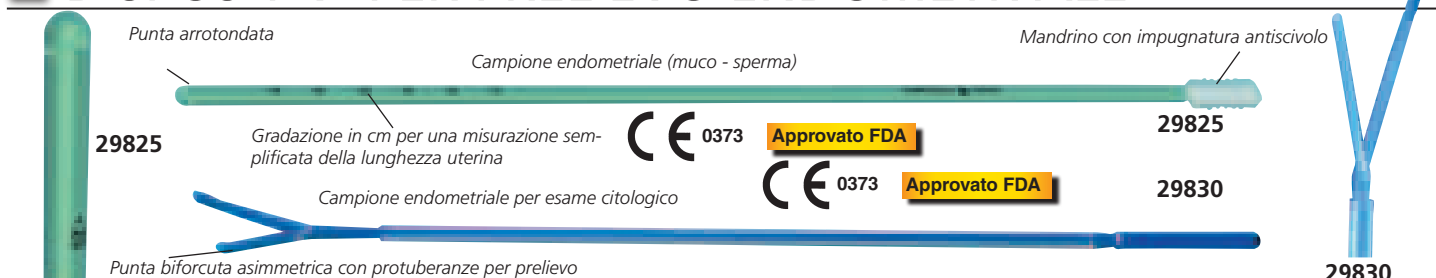 Punta arrotondata
Mandrino con impugnatura antiscivolo
Campione endometriale (muco - sperma)
29825
Gradazione in cm per una misurazione sem-
plificata della lunghezza uterina
CE 0373 Approvato FDA
29825
CE 0373 Approvato FDA
29830
Campione endometriale per esame citologico
Punta biforcuta asimmetrica con protuberanze per prelievo
29830